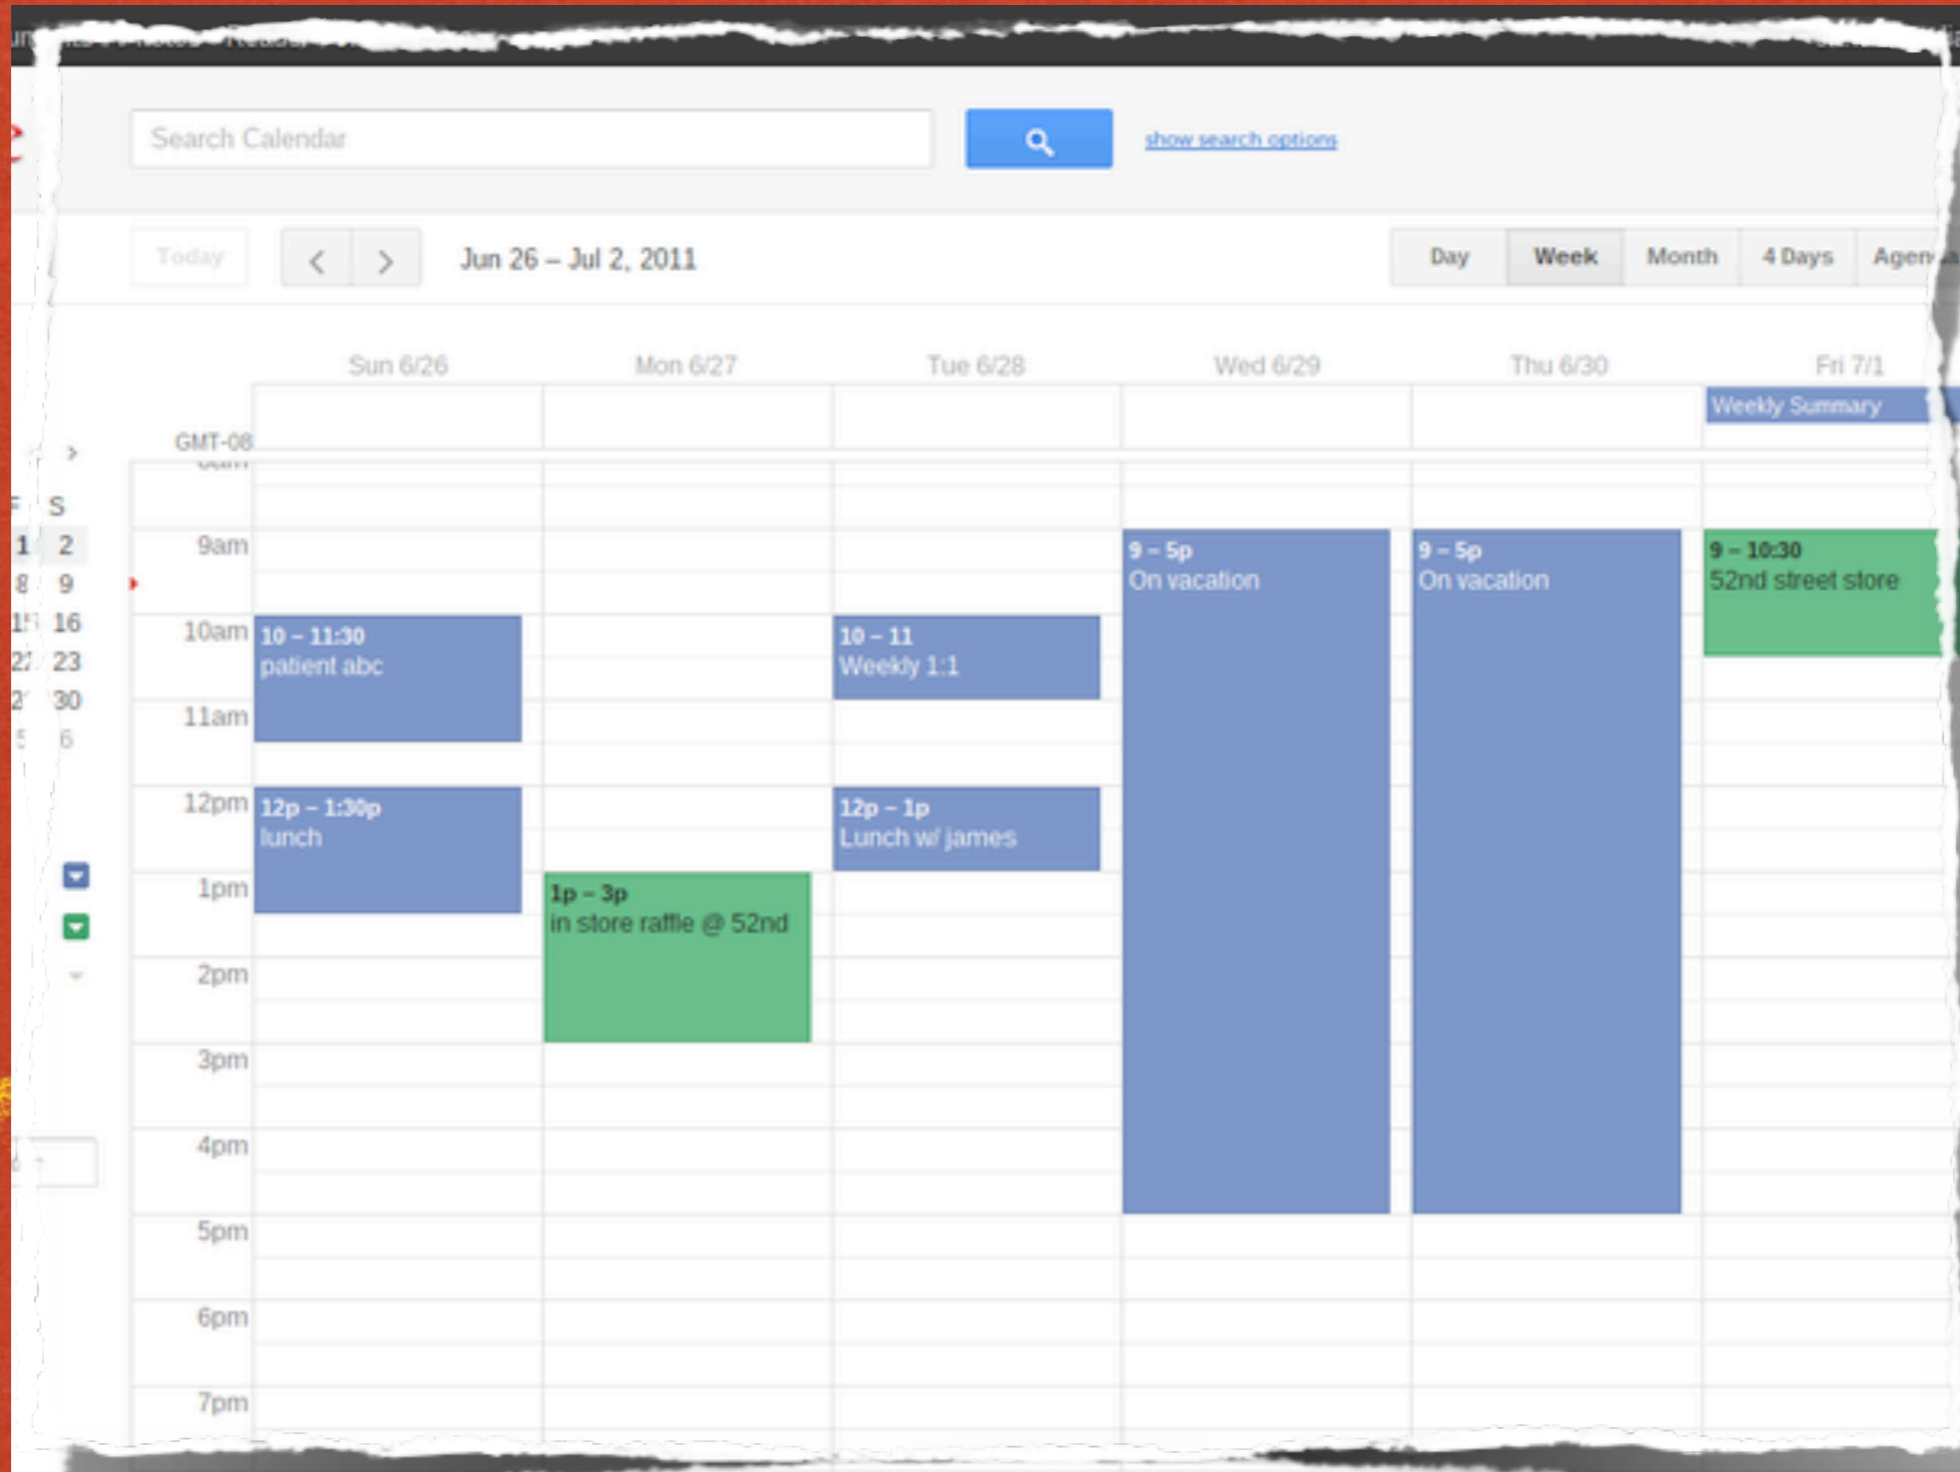 Search Calendar
show search options
Today
Jun 26 – Jul 2, 2011
Day Week Month 4 Days
Sun 6/26 Mon 6/27 Tue 6/28 Wed 6/29 Thu 6/30 Fri 7/1
Weekly Summary
GMT-08
S
1 2
8 9
16
23
30
5 6
9am
10am
11am
12pm
1pm
2pm
3pm
4pm
5pm
6pm
7pm
10 – 11:30
patient abc
12p – 1:30p
lunch
1p – 3p
in store raffle @ 52nd
10 – 11
Weekly 1:1
12p – 1p
Lunch w/ james
9 – 5p
On vacation
9 – 5p
On vacation
9 – 10:30
52nd street store